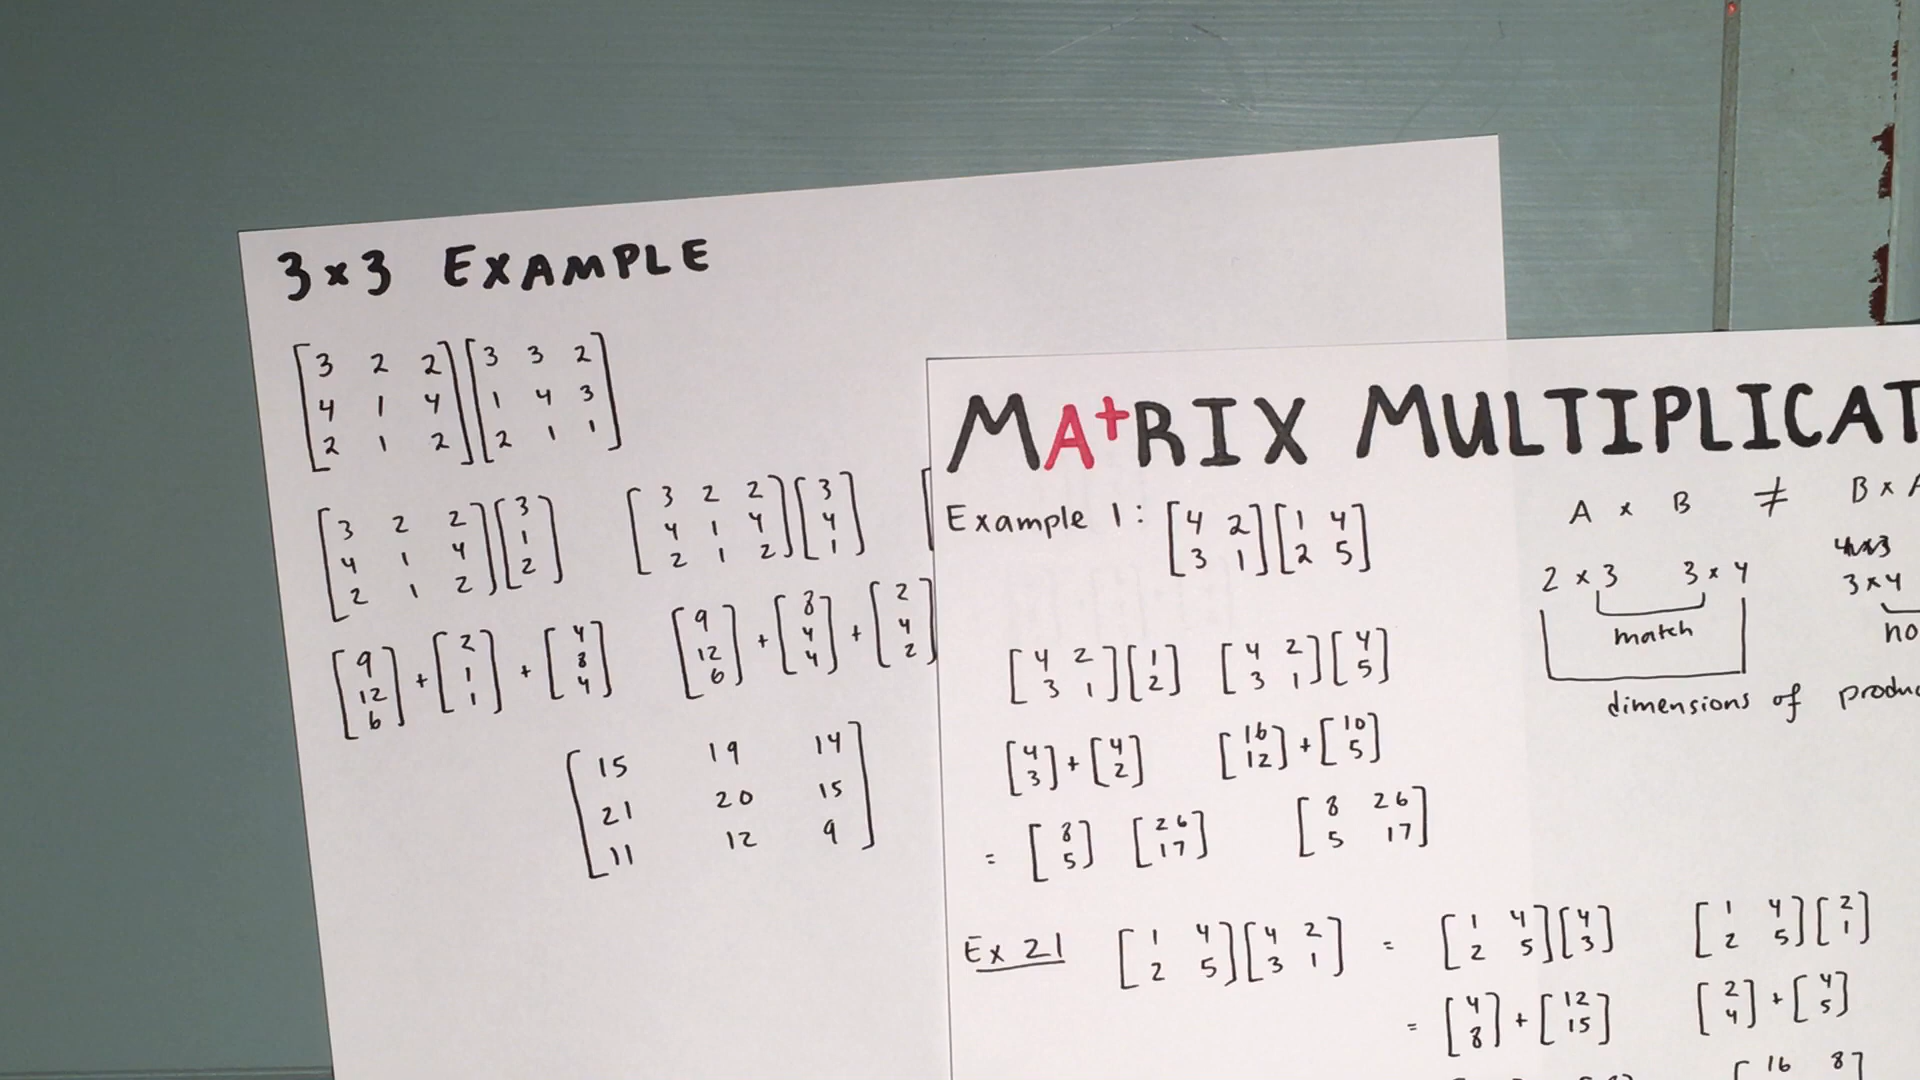 3×3 EXAMPLE
3 2 2 3 3 2
4 1 4 1 4 3
2 1 2 2 1 1
3 2 2 3
4 1 4 1
2 1 2 2
3 2 2 3
4 1 4 4
2 1 2 1
9 2 4
12 + 1 + 8
6 1 4
9 8 2
12 + 4 + 4
6 4 2
15 19 14
21 20 15
11 12 9
MA+RIX MULTIPLICAT
Example 1: 4 2 1 4
3 1 2 5
4 2 1 4 2 4
3 1 2 3 1 5
4 + 4 16 + 10
3 2 12 5
= 8 26 8 26
5 17 5 17
A × B ≠ B × A
2 × 3 3 × 4
match
dimensions of produc
3×4
no
Ex 2 1 4 4 2 = 1 4 4 1 4 2
2 5 3 1 2 5 3 2 5 1
= 4 + 12 2 + 4
8 15 4 5
16 8